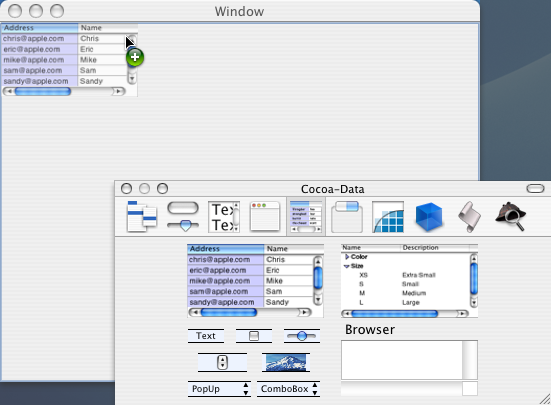 Window
Address Name
chris@apple.com Chris
eric@apple.com Eric
mike@apple.com Mike
sam@apple.com Sam
sandy@apple.com Sandy
Cocoa-Data
Tex
Tex
Address Name
chris@apple.com Chris
eric@apple.com Eric
mike@apple.com Mike
sam@apple.com Sam
sandy@apple.com Sandy
Name Description
Color
Size
XS Extra Small
S Small
M Medium
L Large
Text
Browser
PopUp
ComboBox